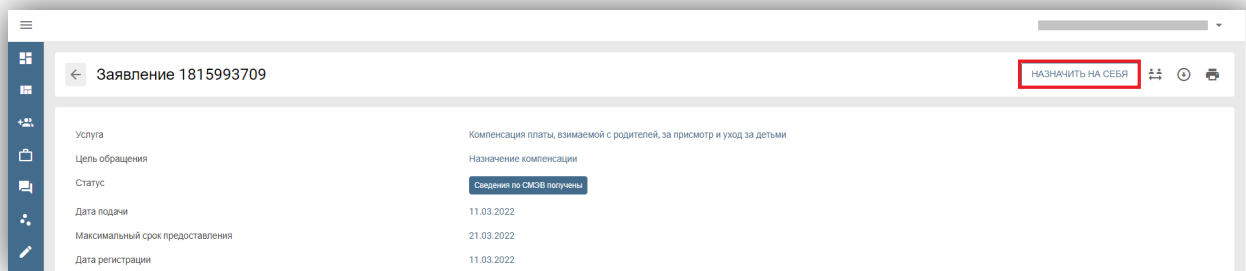 Заявление 1815993709
НАЗНАЧИТЬ НА СЕБЯ
Услуга Компенсация платы, взимаемой с родителей, за присмотр и уход за детьми
Цель обращения Назначение компенсации
Статус Сведения по СМЭВ получены
Дата подачи 11.03.2022
Максимальный срок предоставления 21.03.2022
Дата регистрации 11.03.2022